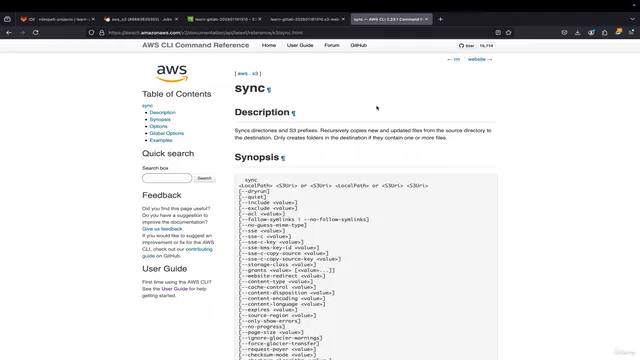 sync — AWS CLI 2.23.1 Command R
AWS CLI Command Reference
Home
User Guide
Forum
GitHub
Star
15,714
← rm
website →
aws
Table of Contents
sync
Description
Synopsis
Options
Global Options
Examples
Quick search
Search box
Search
Feedback
Did you find this page useful?
Do you have a suggestion to
improve the documentation?
Give us feedback.
If you would like to suggest an
improvement or fix for the AWS
CLI, check out our contributing
guide on GitHub.
User Guide
First time using the AWS CLI?
See the User Guide for help
getting started.
[ aws . s3 ]
sync ¶
Description ¶
Syncs directories and S3 prefixes. Recursively copies new and updated files from the source directory to
the destination. Only creates folders in the destination if they contain one or more files.
Synopsis ¶
sync
<LocalPath> <S3Uri> or <S3Uri> <LocalPath> or <S3Uri> <S3Uri>
[--dryrun]
[--quiet]
[--include <value>]
[--exclude <value>]
[--acl <value>]
[--follow-symlinks | --no-follow-symlinks]
[--no-guess-mime-type]
[--sse <value>]
[--sse-c <value>]
[--sse-c-key <value>]
[--sse-kms-key-id <value>]
[--sse-c-copy-source <value>]
[--sse-c-copy-source-key <value>]
[--storage-class <value>]
[--grants <value> [<value>...]]
[--website-redirect <value>]
[--content-type <value>]
[--cache-control <value>]
[--content-disposition <value>]
[--content-encoding <value>]
[--content-language <value>]
[--expires <value>]
[--source-region <value>]
[--only-show-errors]
[--no-progress]
[--page-size <value>]
[--ignore-glacier-warnings]
[--force-glacier-transfer]
[--request-payer <value>]
[--checksum-mode <value>]